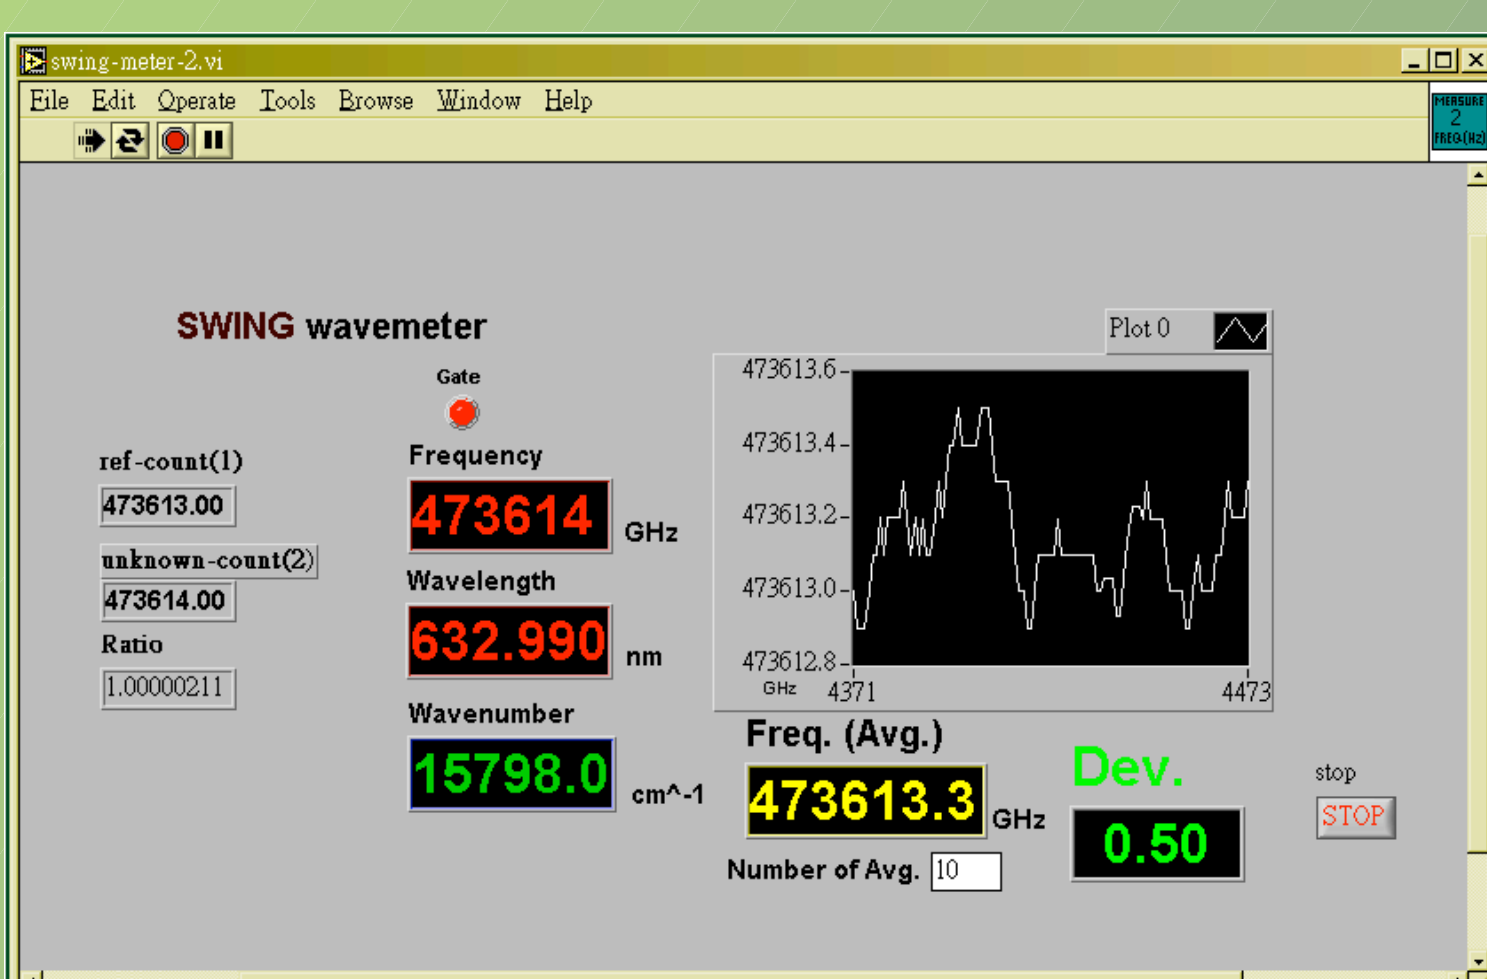 swing-meter-2.vi
File Edit Operate Tools Browse Window Help
MEASURE
2
FREQ.(Hz)
SWING wavemeter
Gate
ref-count(1)
473613.00
unknown-count(2)
474614.00
Ratio
1.00000211
Frequency
473614 GHz
Wavelength
632.990 nm
Wavenumber
15798.0 cm^-1
Plot 0
473613.6
473613.4
473613.2
473613.0
473612.8
GHz 4371 4473
Freq. (Avg.)
473613.3 GHz
Number of Avg. 10
Dev.
0.50
stop
STOP